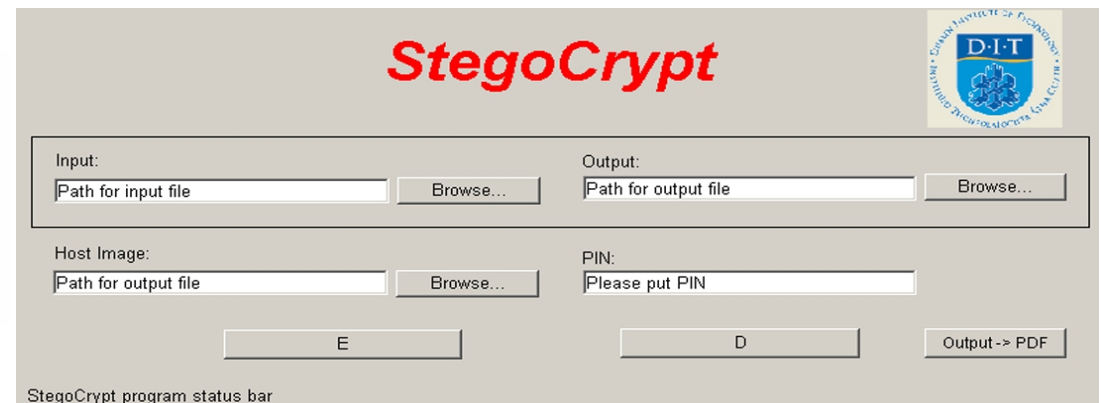 StegoCrypt
D·I·T
Input:
Path for input file
Browse...
Output:
Path for output file
Browse...
Host Image:
Path for output file
Browse...
PIN:
Please put PIN
E
D
Output -> PDF
StegoCrypt program status bar